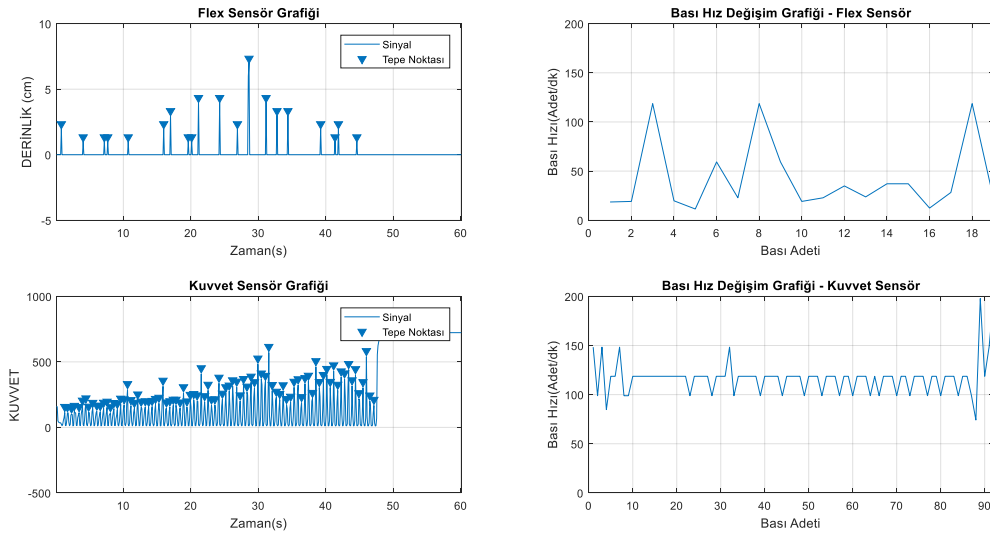 Flex Sensör Grafiği
10
5
0
-5
DERİNLİK (cm)
Sinyal
Tepe Noktası
10 20 30 40 50 60
Zaman(s)
Bası Hız Değişim Grafiği - Flex Sensör
200
150
100
50
0
Bası Hızı(Adet/dk)
0 2 4 6 8 10 12 14 16 18
Bası Adeti
Kuvvet Sensör Grafiği
1000
500
0
-500
KUVVET
Sinyal
Tepe Noktası
10 20 30 40 50 60
Zaman(s)
Bası Hız Değişim Grafiği - Kuvvet Sensör
200
150
100
50
0
Bası Hızı(Adet/dk)
0 10 20 30 40 50 60 70 80 90
Bası Adeti